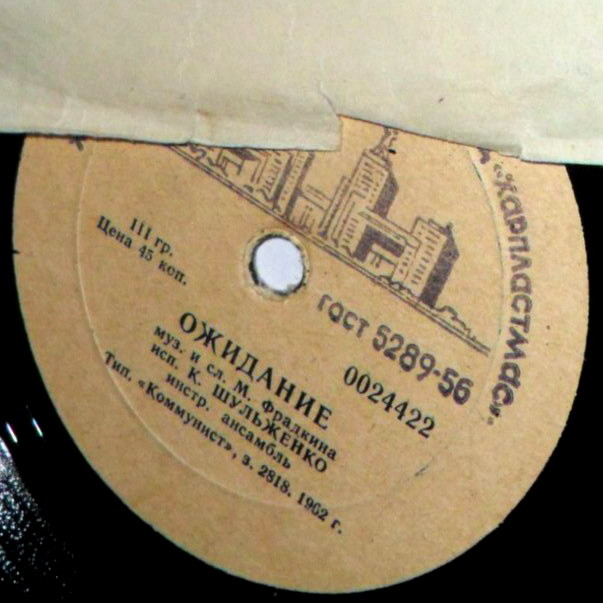 «Харпластмас»
III гр.
Цена 45 коп.
ГОСТ 5289-56
0024422
ОЖИДАНИЕ
муз. и сл. М. Фрадкина
исп. К. ШУЛЬЖЕНКО
инстр. ансамбль
Тип. «Коммунист», з. 2818. 1962 г.